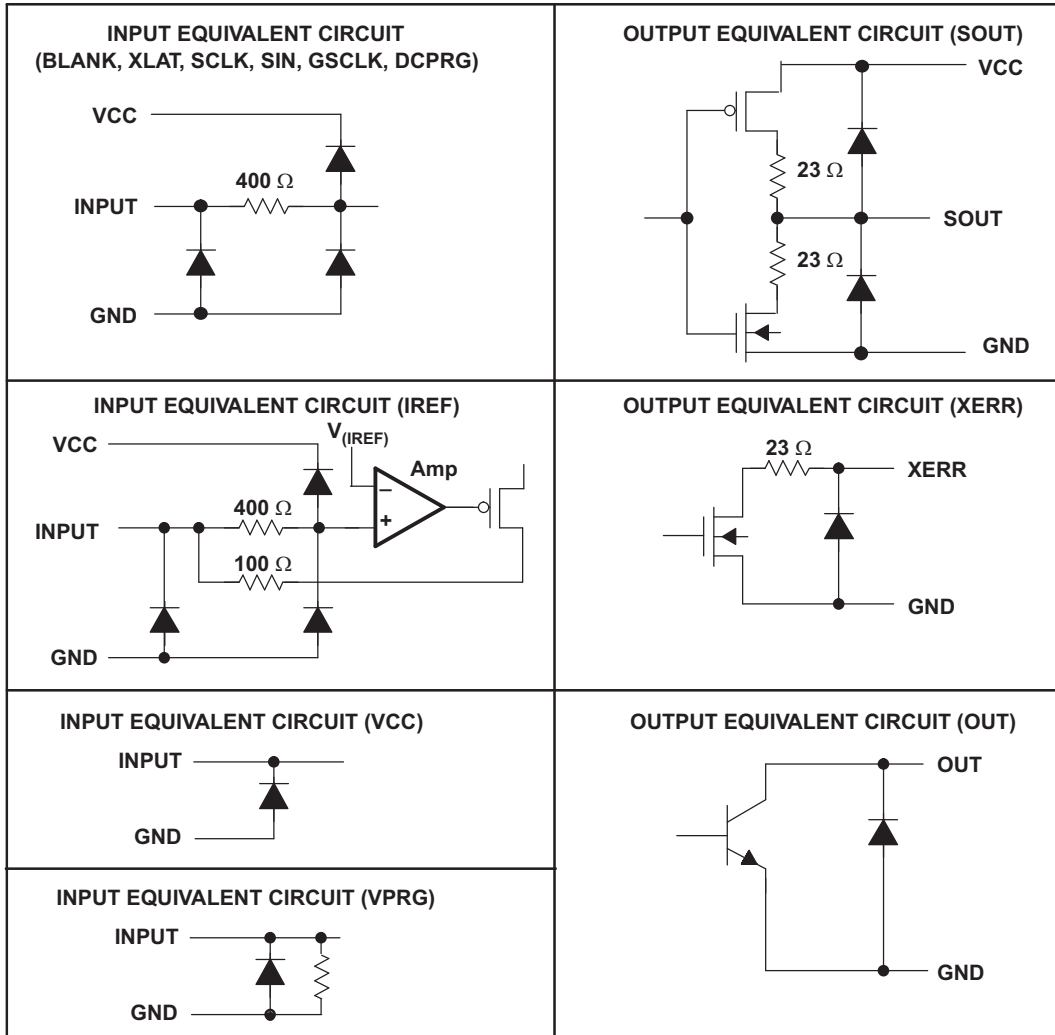 INPUT EQUIVALENT CIRCUIT
(BLANK, XLAT, SCLK, SIN, GSCLK, DCPRG)
VCC
400 Ω
INPUT
GND
OUTPUT EQUIVALENT CIRCUIT (SOUT)
VCC
23 Ω
SOUT
23 Ω
GND
INPUT EQUIVALENT CIRCUIT (IREF)
V(IREF)
VCC
Amp
−
400 Ω
INPUT
+
100 Ω
GND
OUTPUT EQUIVALENT CIRCUIT (XERR)
23 Ω
XERR
GND
INPUT EQUIVALENT CIRCUIT (VCC)
INPUT
GND
OUTPUT EQUIVALENT CIRCUIT (OUT)
OUT
GND
INPUT EQUIVALENT CIRCUIT (VPRG)
INPUT
GND